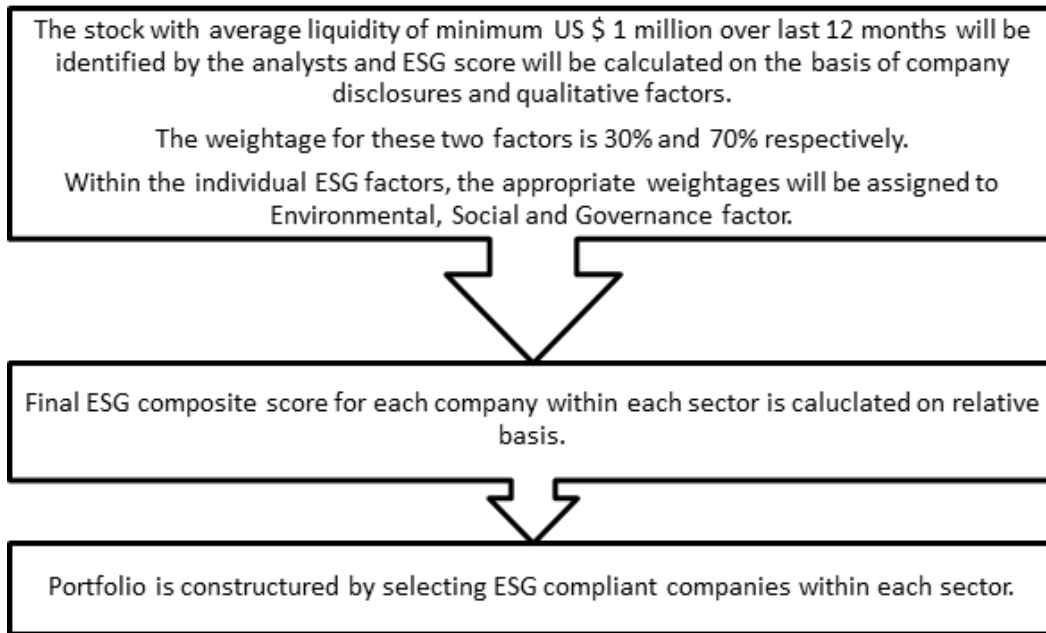 The stock with average liquidity of minimum US $ 1 million over last 12 months will be
identified by the analysts and ESG score will be calculated on the basis of company
disclosures and qualitative factors.
The weightage for these two factors is 30% and 70% respectively.
Within the individual ESG factors, the appropriate weightages will be assigned to
Environmental, Social and Governance factor.
Final ESG composite score for each company within each sector is caluclated on relative
basis.
Portfolio is constructured by selecting ESG compliant companies within each sector.